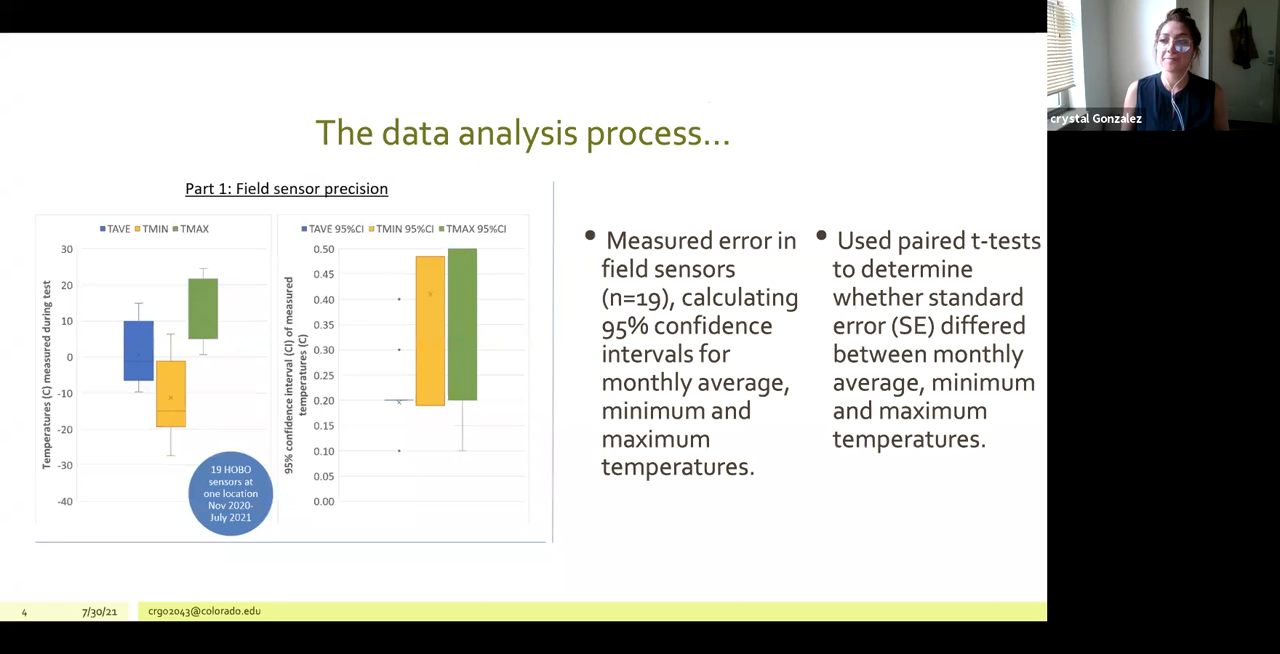 The data analysis process...
Part 1: Field sensor precision
TAVE TMIN TMAX
Temperatures (C) measured during test
30
20
10
0
-10
-20
-30
-40
19 HOBO
sensors at
one location
Nov 2020-
July 2021
TAVE 95%CI TMIN 95%CI TMAX 95%CI
95% confidence interval (CI) of measured
temperatures (C)
0.50
0.45
0.40
0.35
0.30
0.25
0.20
0.15
0.10
0.05
0.00
• Measured error in
field sensors
(n=19), calculating
95% confidence
intervals for
monthly average,
minimum and
maximum
temperatures.
• Used paired t-tests
to determine
whether standard
error (SE) differed
between monthly
average, minimum
and maximum
temperatures.
4
7/30/21
crgo2043@colorado.edu
crystal Gonzalez